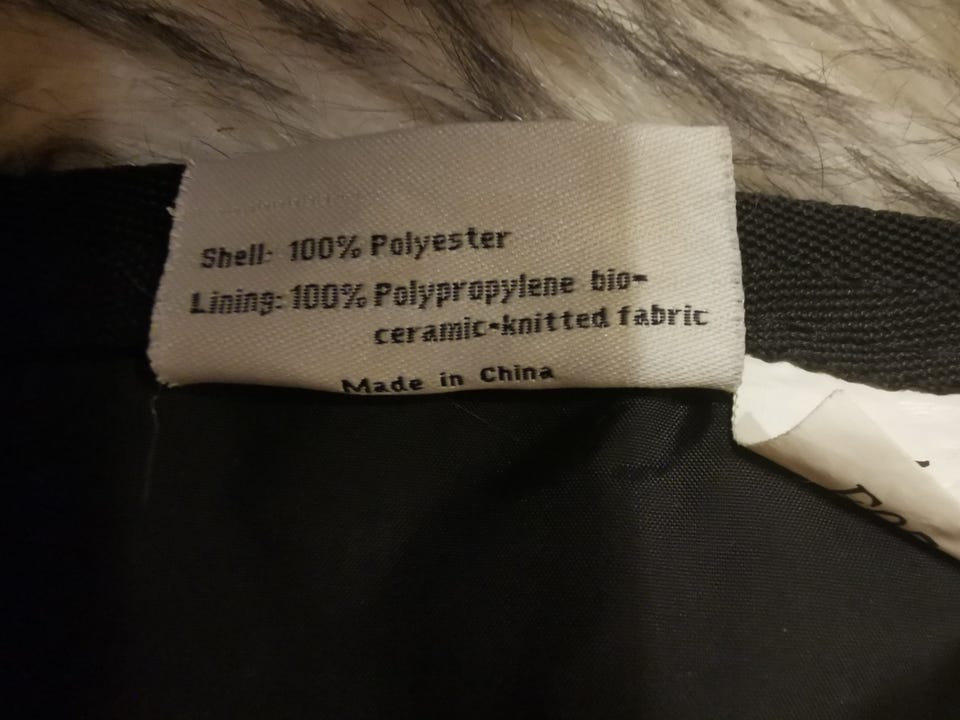 Shell: 100% Polyester
Lining: 100% Polypropylene bio-
ceramic-knitted fabric
Made in China